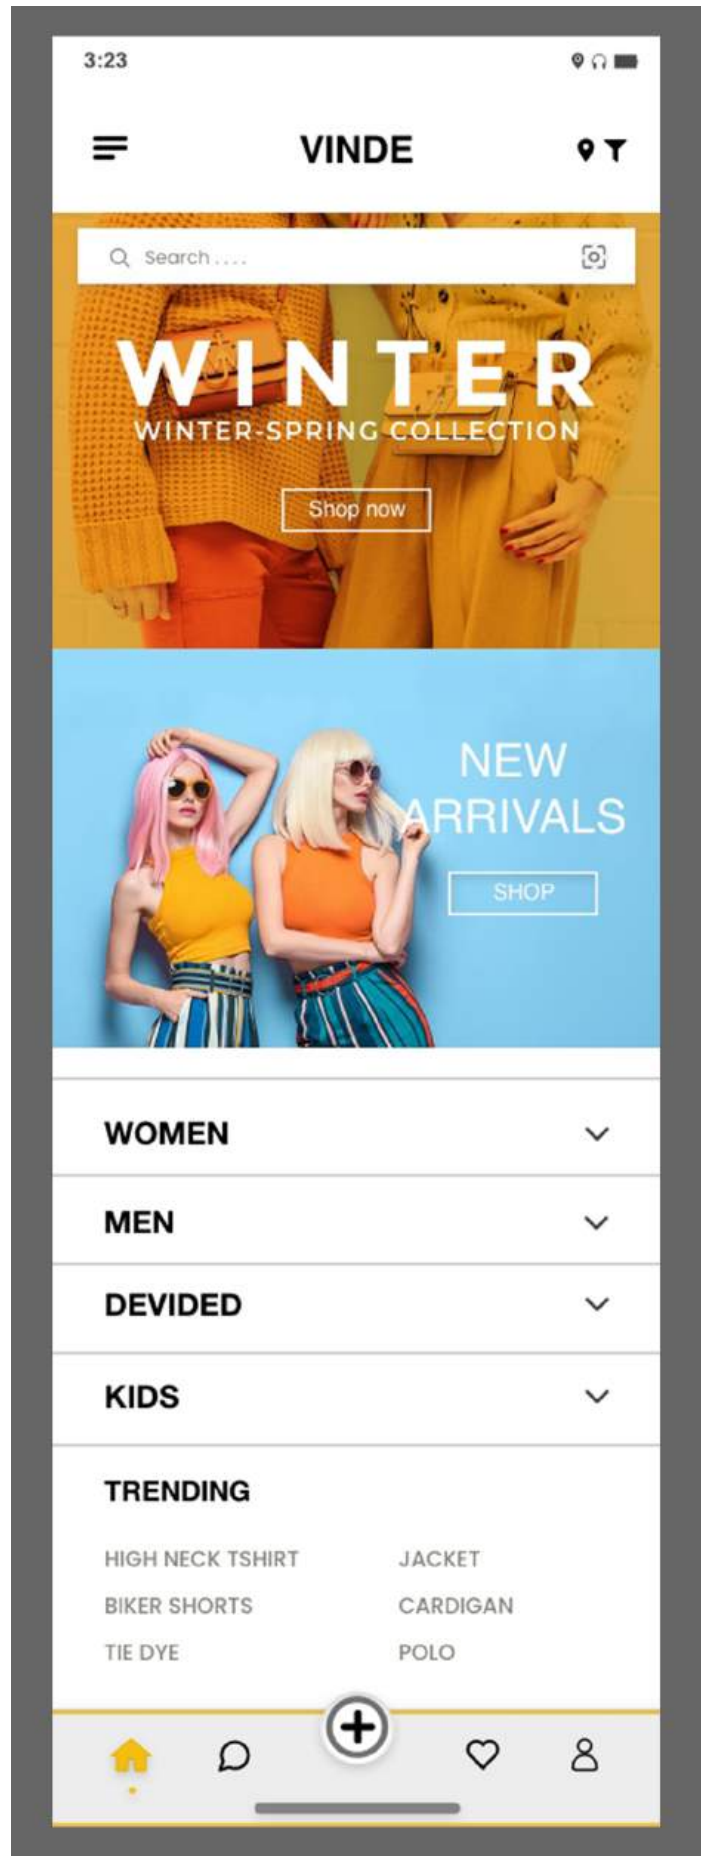 3:23
VINDE
Search ....
WINTER
WINTER-SPRING COLLECTION
Shop now
NEW
ARRIVALS
SHOP
WOMEN
MEN
DEVIDED
KIDS
TRENDING
HIGH NECK TSHIRT JACKET
BIKER SHORTS CARDIGAN
TIE DYE POLO